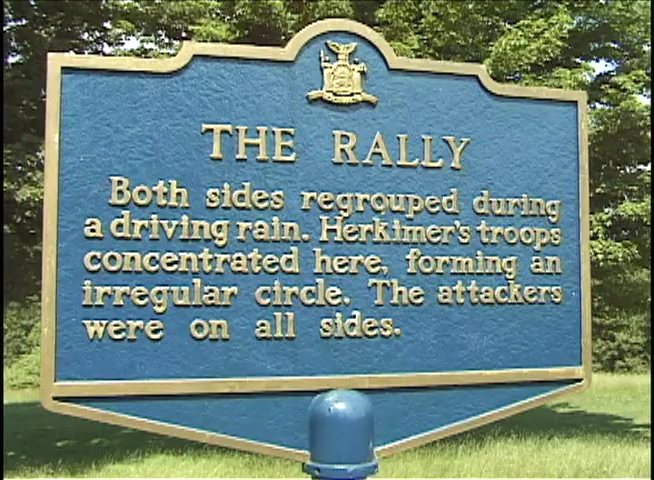 THE RALLY
Both sides regrouped during
a driving rain. Herkimer's troops
concentrated here, forming an
irregular circle. The attackers
were on all sides.